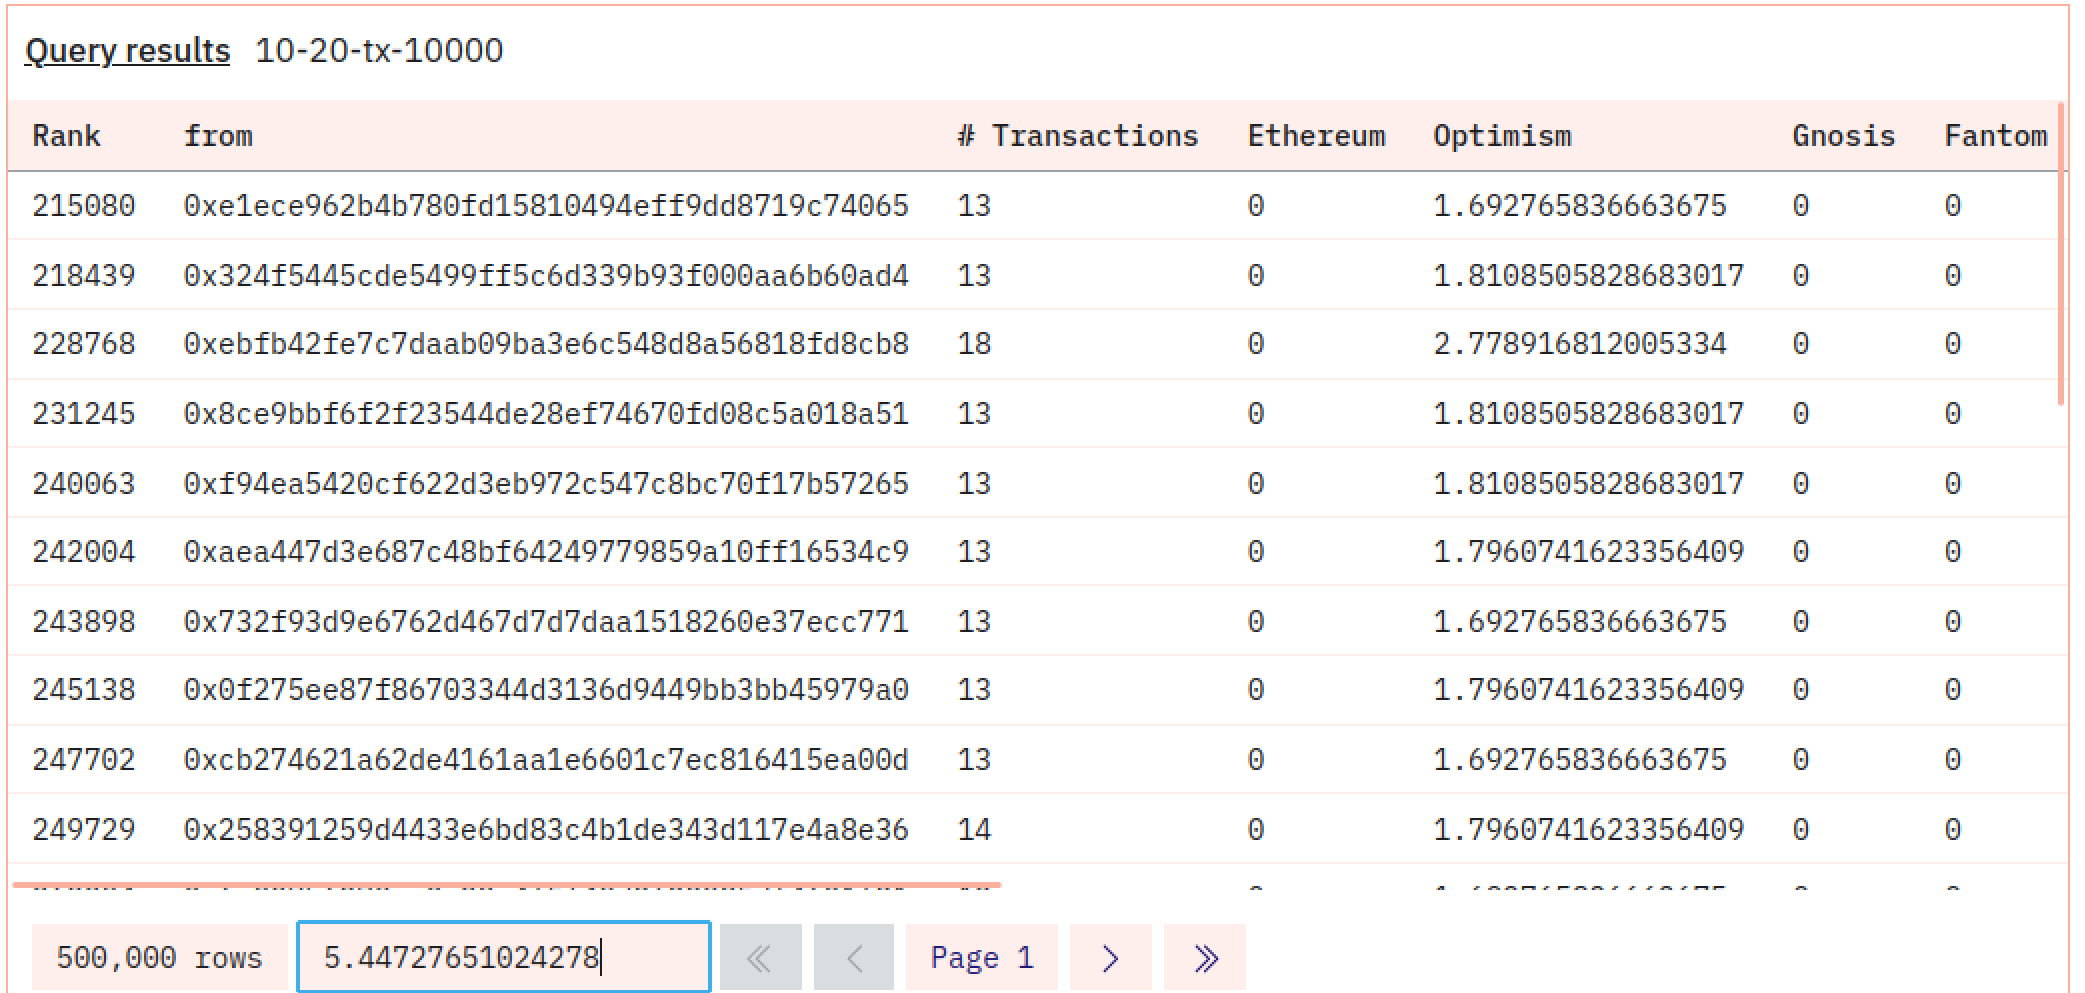 Query results 10-20-tx-10000
Rank from # Transactions Ethereum Optimism Gnosis Fantom
215080 0xe1ece962b4b780fd15810494eff9dd8719c74065 13 0 1.692765836663675 0 0
218439 0x324f5445cde5499ff5c6d339b93f000aa6b60ad4 13 0 1.8108505828683017 0 0
228768 0xebfb42fe7c7daab09ba3e6c548d8a56818fd8cb8 18 0 2.778916812005334 0 0
231245 0x8ce9bbf6f2f23544de28ef74670fd08c5a018a51 13 0 1.8108505828683017 0 0
240063 0xf94ea5420cf622d3eb972c547c8bc70f17b57265 13 0 1.8108505828683017 0 0
242004 0xaea447d3e687c48bf64249779859a10ff16534c9 13 0 1.7960741623356409 0 0
243898 0x732f93d9e6762d467d7d7daa1518260e37ecc771 13 0 1.692765836663675 0 0
245138 0x0f275ee87f86703344d3136d9449bb3bb45979a0 13 0 1.7960741623356409 0 0
247702 0xcb274621a62de4161aa1e6601c7ec816415ea00d 13 0 1.692765836663675 0 0
249729 0x258391259d4433e6bd83c4b1de343d117e4a8e36 14 0 1.7960741623356409 0 0
500,000 rows 5.44727651024278 Page 1